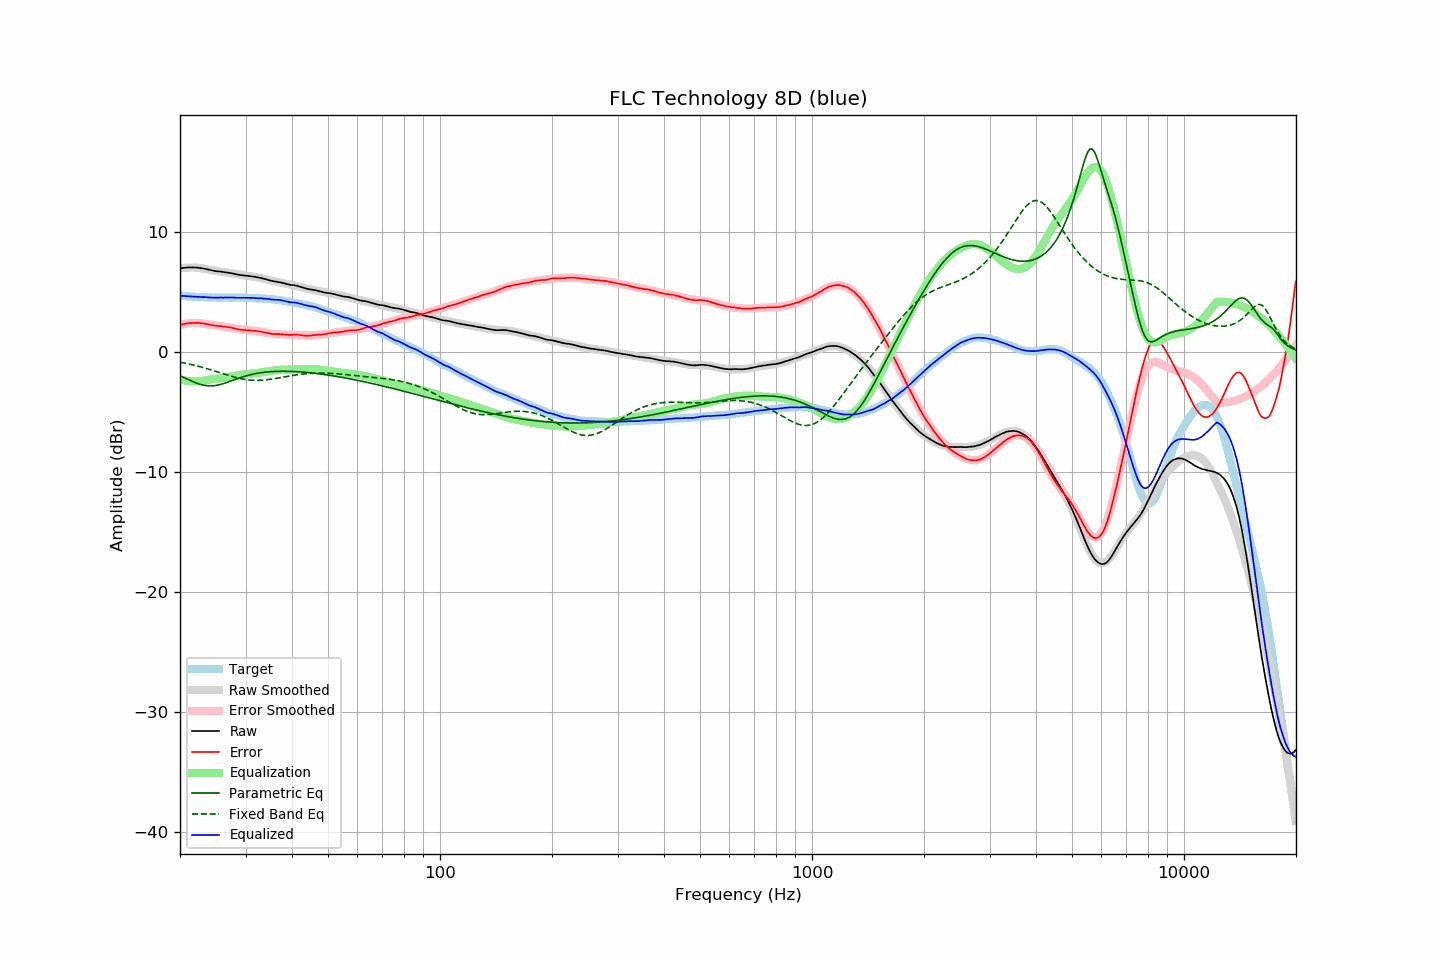 FLC Technology 8D (blue)
Amplitude (dBr)
10
0
−10
−20
−30
−40
Target
Raw Smoothed
Error Smoothed
Raw
Error
Equalization
Parametric Eq
Fixed Band Eq
Equalized
100
1000
10000
Frequency (Hz)